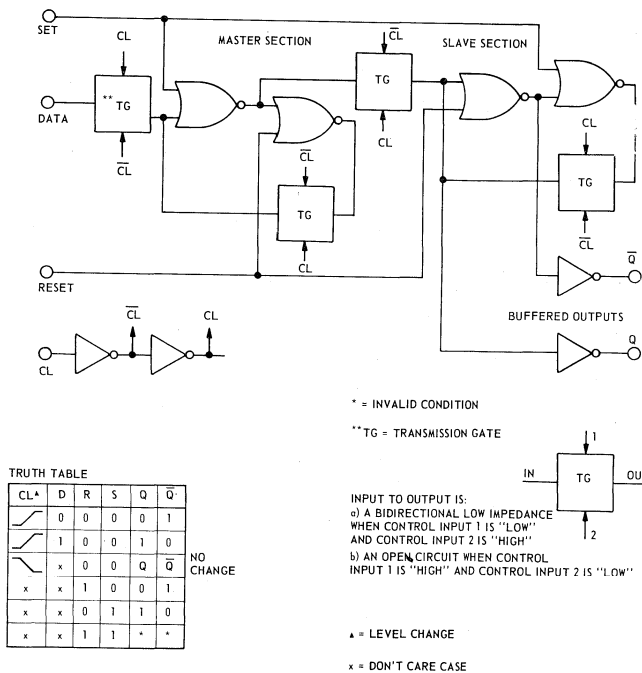 SET
CL
MASTER SECTION
C̅L̅
SLAVE SECTION
** TG
DATA
C̅L̅
TG
CL
C̅L̅
TG
CL
CL
TG
C̅L̅
RESET
Q̅
BUFFERED OUTPUTS
Q
CL
C̅L̅
CL
* = INVALID CONDITION
**TG = TRANSMISSION GATE
1
IN
TG
OU
2
INPUT TO OUTPUT IS:
a) A BIDIRECTIONAL LOW IMPEDANCE
WHEN CONTROL INPUT 1 IS "LOW"
AND CONTROL INPUT 2 IS "HIGH"
b) AN OPEN CIRCUIT WHEN CONTROL
INPUT 1 IS "HIGH" AND CONTROL INPUT 2 IS "LOW"
▲ = LEVEL CHANGE
x = DON'T CARE CASE
TRUTH TABLE
CL▲ D R S Q Q̅
0 0 0 0 1
1 0 0 1 0
x 0 0 Q Q̅ NO CHANGE
x x 1 0 0 1
x x 0 1 1 0
x x 1 1 * *